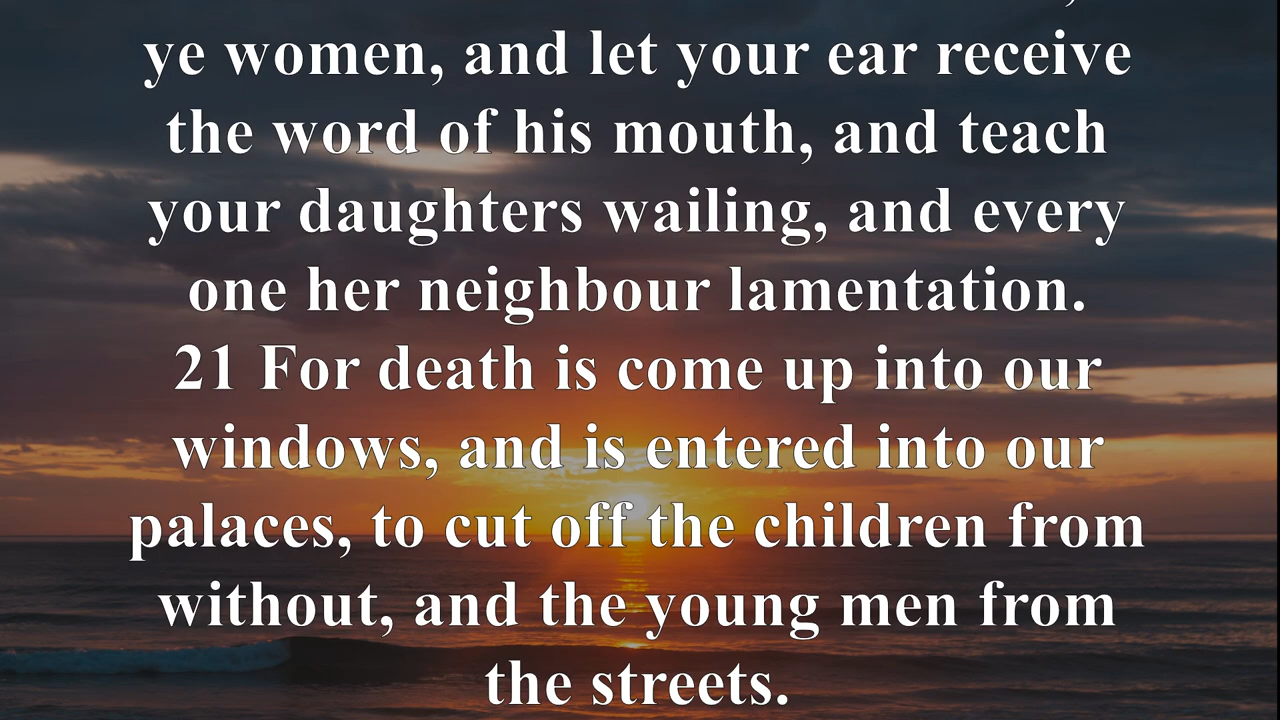 ye women, and let your ear receive
the word of his mouth, and teach
your daughters wailing, and every
one her neighbour lamentation.
21 For death is come up into our
windows, and is entered into our
palaces, to cut off the children from
without, and the young men from
the streets.